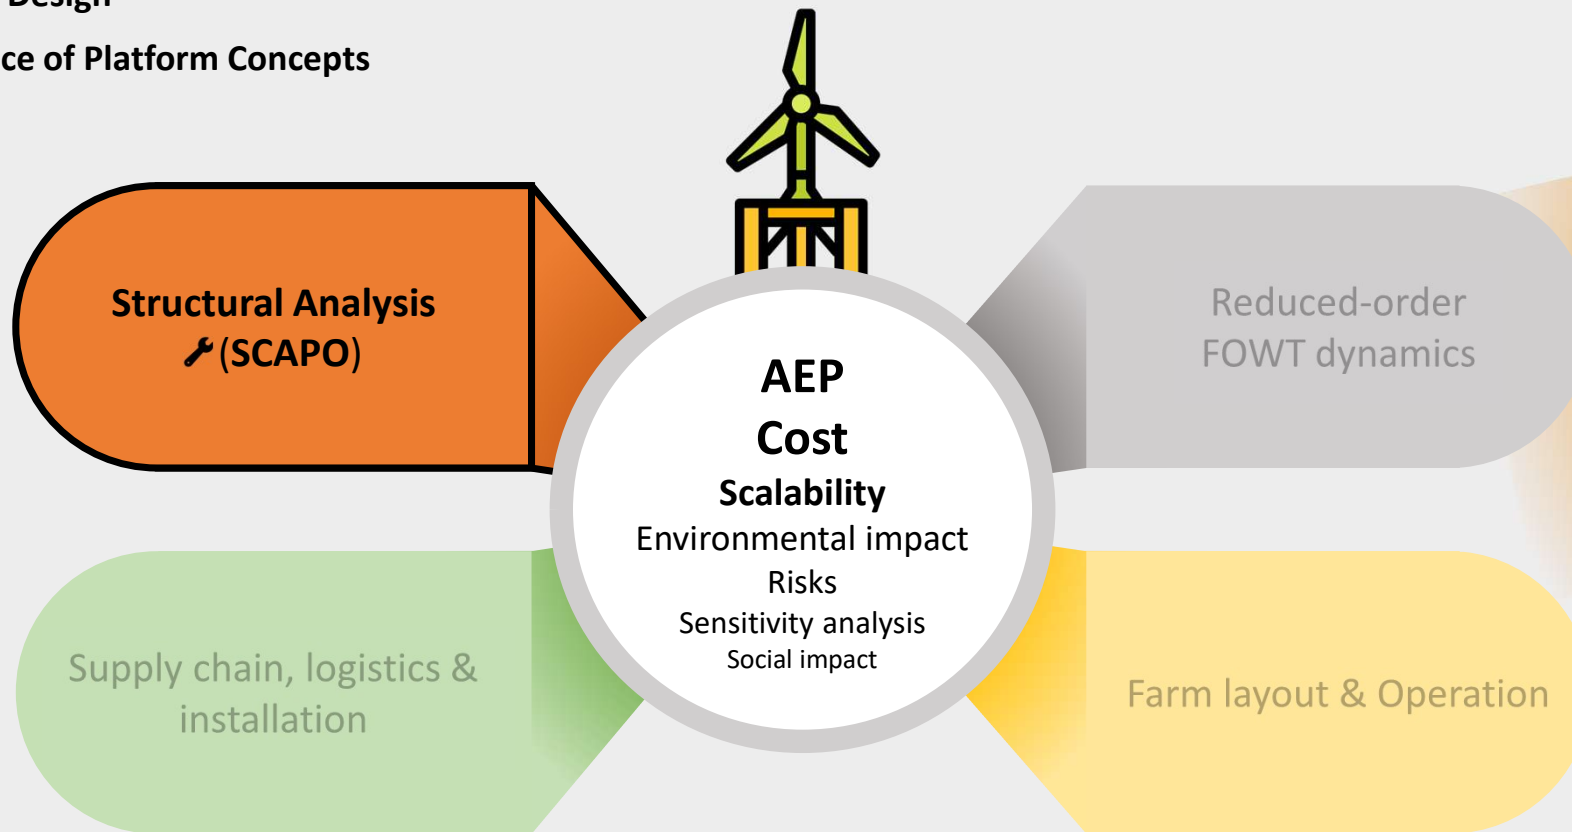 Design
ce of Platform Concepts
Structural Analysis
(SCAPO)
Reduced-order
FOWT dynamics
AEP
Cost
Scalability
Environmental impact
Risks
Sensitivity analysis
Social impact
Supply chain, logistics &
installation
Farm layout & Operation